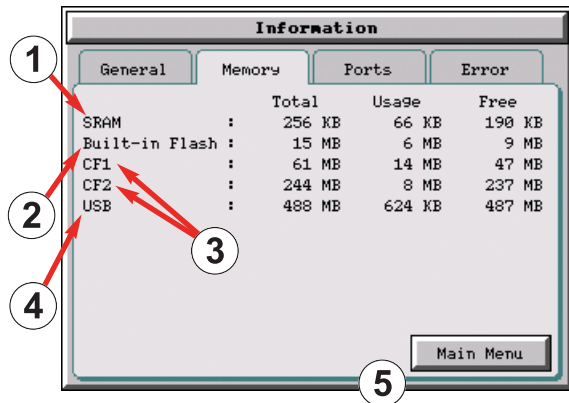 Information
General Memory Ports Error
Total Usage Free
SRAM : 256 KB 66 KB 190 KB
Built-in Flash : 15 MB 6 MB 9 MB
CF1 : 61 MB 14 MB 47 MB
CF2 : 244 MB 8 MB 237 MB
USB : 488 MB 624 KB 487 MB
Main Menu
1
2
3
4
5